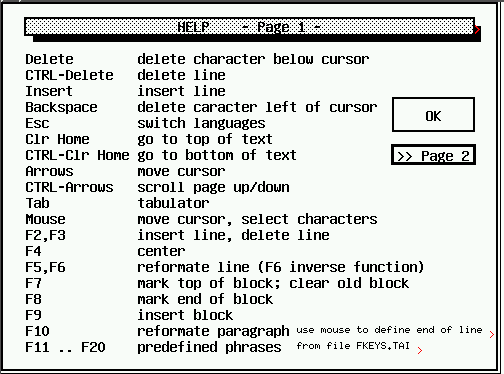 HELP - Page 1 -
Delete delete character below cursor
CTRL-Delete delete line
Insert insert line
Backspace delete caracter left of cursor
Esc switch languages
Clr Home go to top of text
CTRL-Clr Home go to bottom of text
Arrows move cursor
CTRL-Arrows scroll page up/down
Tab tabulator
Mouse move cursor, select characters
F2,F3 insert line, delete line
F4 center
F5,F6 reformate line (F6 inverse function)
F7 mark top of block; clear old block
F8 mark end of block
F9 insert block
F10 reformate paragraph use mouse to define end of line >
F11 .. F20 predefined phrases from file FKEYS.TAI >
OK
>> Page 2